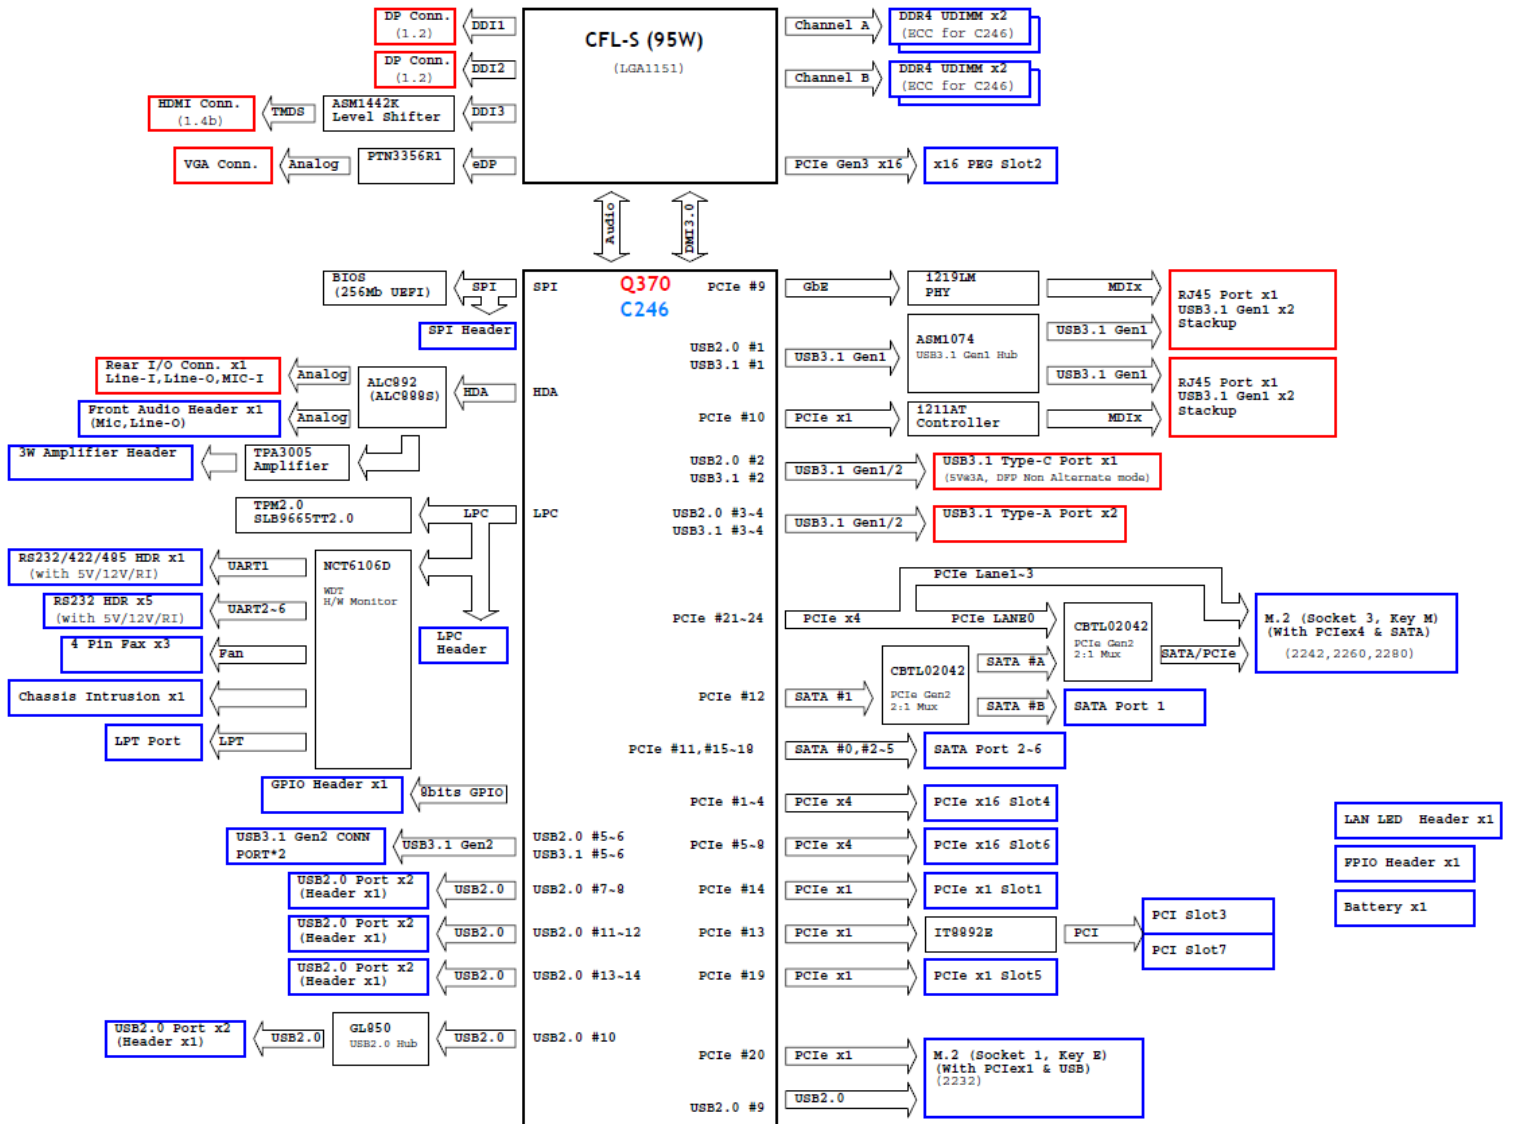 DP Conn.
(1.2)
DDI1
CFL-S (95W)
(LGA1151)
Channel A
DDR4 UDIMM x2
(ECC for C246)
DP Conn.
(1.2)
DDI2
Channel B
DDR4 UDIMM x2
(ECC for C246)
HDMI Conn.
(1.4b)
TMDS
ASM1442K
Level Shifter
DDI3
VGA Conn.
Analog
PTN3356R1
eDP
PCIe Gen3 x16
x16 PEG Slot2
Audio
DMI3.0
BIOS
(256Mb UEFI)
SPI
SPI
Q370
C246
PCIe #9
GbE
i219LM
PHY
MDIx
RJ45 Port x1
USB3.1 Gen1 x2
Stackup
SPI Header
USB2.0 #1
USB3.1 #1
USB3.1 Gen1
ASM1074
USB3.1 Gen1 Hub
USB3.1 Gen1
USB3.1 Gen1
RJ45 Port x1
USB3.1 Gen1 x2
Stackup
Rear I/O Conn. x1
Line-I,Line-O,MIC-I
Analog
ALC892
(ALC888S)
HDA
HDA
Front Audio Header x1
(Mic,Line-O)
Analog
PCIe #10
PCIe x1
i211AT
Controller
MDIx
3W Amplifier Header
TPA3005
Amplifier
USB2.0 #2
USB3.1 #2
USB3.1 Gen1/2
USB3.1 Type-C Port x1
(5V@3A, DFP Non Alternate mode)
TPM2.0
SLB9665TT2.0
LPC
LPC
USB2.0 #3~4
USB3.1 #3~4
USB3.1 Gen1/2
USB3.1 Type-A Port x2
RS232/422/485 HDR x1
(with 5V/12V/RI)
UART1
NCT6106D
WDT
H/W Monitor
RS232 HDR x5
(with 5V/12V/RI)
UART2~6
4 Pin Fax x3
Fan
LPC
Header
Chassis Intrusion x1
LPT Port
LPT
PCIe Lane1~3
PCIe #21~24
PCIe x4
PCIe LANE0
CBTL02042
PCIe Gen2
2:1 Mux
SATA/PCIe
M.2 (Socket 3, Key M)
(With PCIex4 & SATA)
(2242,2260,2280)
PCIe #12
SATA #1
CBTL02042
PCIe Gen2
2:1 Mux
SATA #A
SATA #B
SATA Port 1
PCIe #11,#15~18
SATA #0,#2~5
SATA Port 2~6
GPIO Header x1
8bits GPIO
PCIe #1~4
PCIe x4
PCIe x16 Slot4
LAN LED  Header x1
USB3.1 Gen2 CONN
PORT*2
USB3.1 Gen2
USB2.0 #5~6
USB3.1 #5~6
PCIe #5~8
PCIe x4
PCIe x16 Slot6
FPIO Header x1
USB2.0 Port x2
(Header x1)
USB2.0
USB2.0 #7~8
PCIe #14
PCIe x1
PCIe x1 Slot1
Battery x1
USB2.0 Port x2
(Header x1)
USB2.0
USB2.0 #11~12
PCIe #13
PCIe x1
IT8892E
PCI
PCI Slot3
PCI Slot7
USB2.0 Port x2
(Header x1)
USB2.0
USB2.0 #13~14
PCIe #19
PCIe x1
PCIe x1 Slot5
USB2.0 Port x2
(Header x1)
USB2.0
GL850
USB2.0 Hub
USB2.0
USB2.0 #10
PCIe #20
PCIe x1
M.2 (Socket 1, Key E)
(With PCIex1 & USB)
(2232)
USB2.0 #9
USB2.0